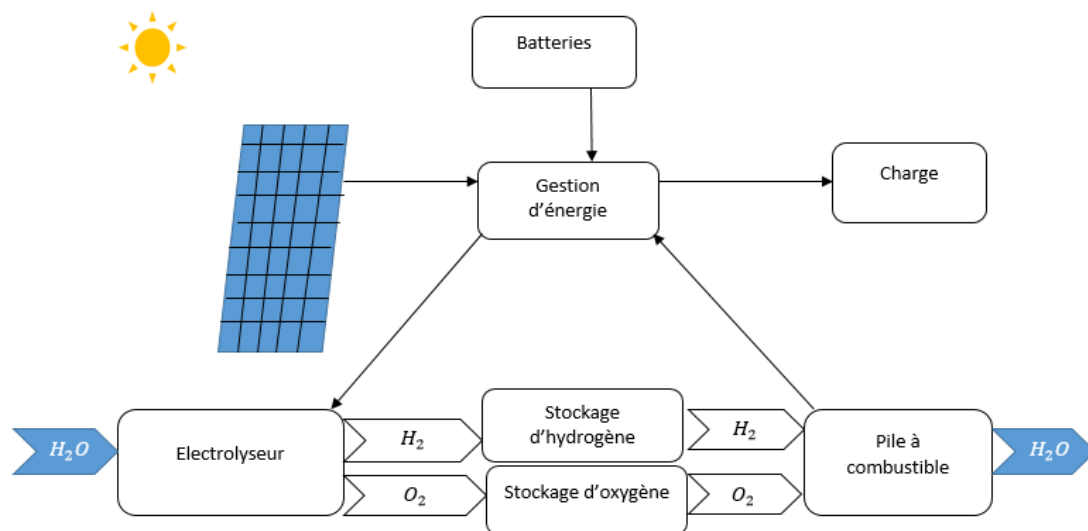 Batteries
Gestion
d'énergie
Charge
H₂O
Electrolyseur
H₂
O₂
Stockage
d'hydrogène
Stockage d'oxygène
H₂
O₂
Pile à
combustible
H₂O